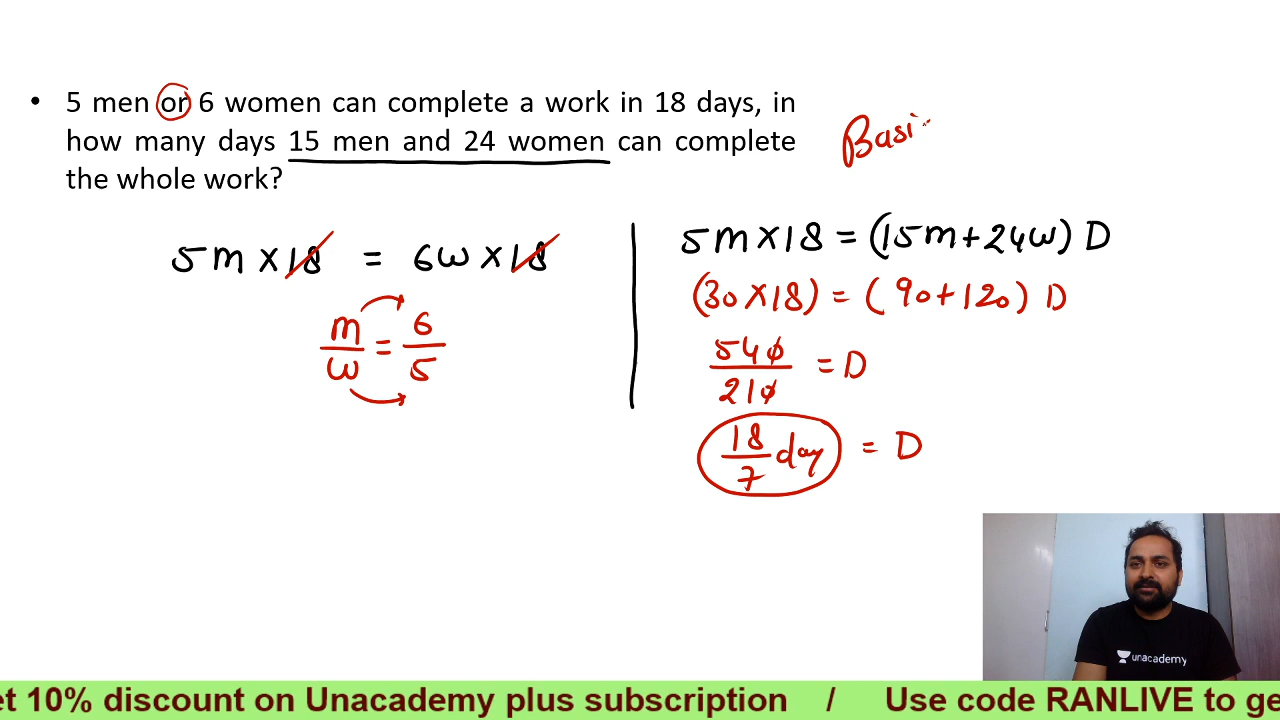 • 5 men or 6 women can complete a work in 18 days, in
how many days 15 men and 24 women can complete
the whole work?
Basi
5m × 18 = 6w × 18
m/w = 6/5
5m × 18 = (15m + 24w) D
(30 × 18) = (90 + 120) D
540/210 = D
18/7 day = D
unacademy
et 10% discount on Unacademy plus subscription / Use code RANLIVE to ge